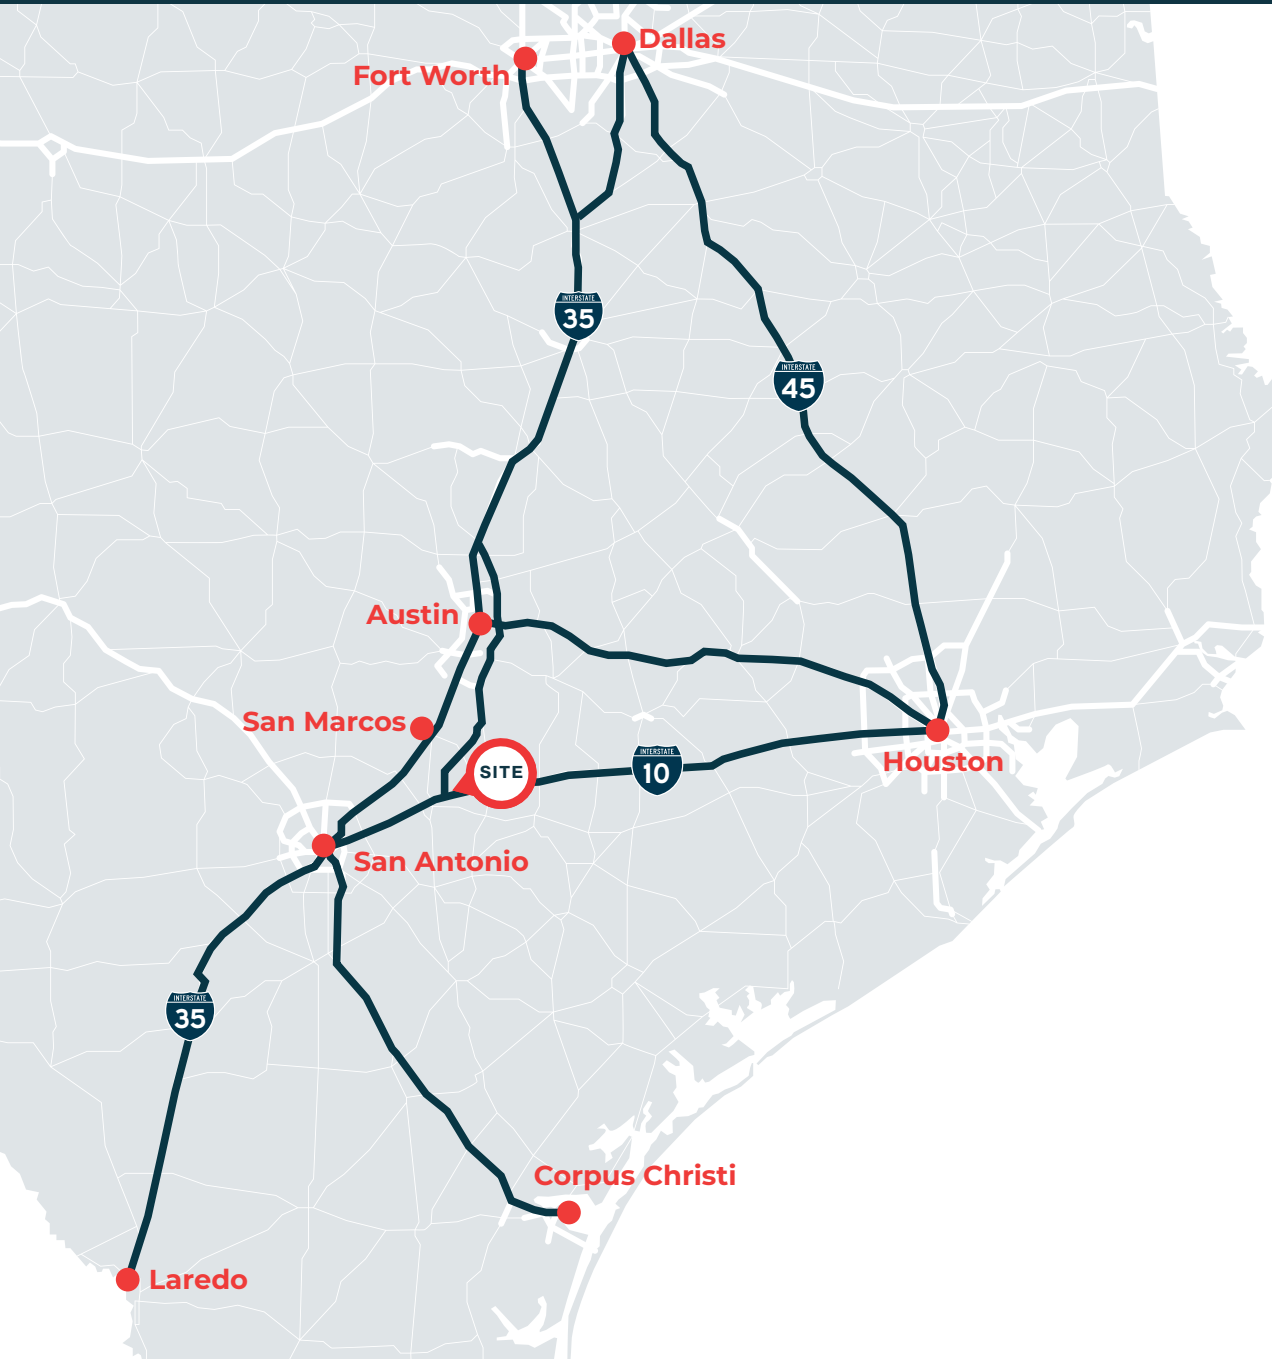 Dallas
Fort Worth
INTERSTATE
35
INTERSTATE
45
Austin
San Marcos
SITE
INTERSTATE
10
Houston
San Antonio
INTERSTATE
35
Corpus Christi
Laredo